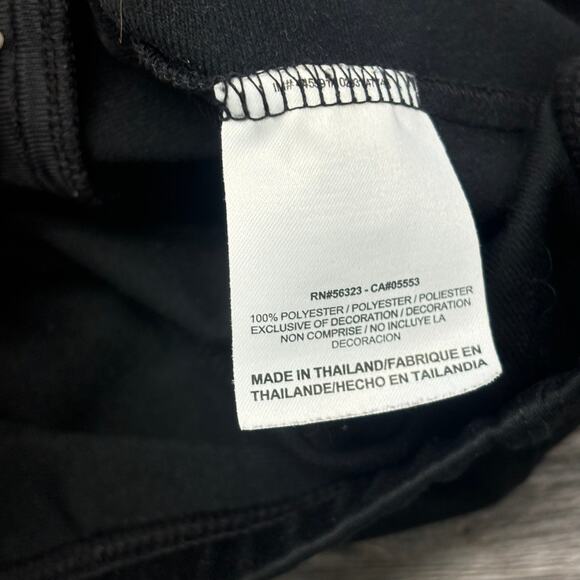 RN#56323 - CA#05553
100% POLYESTER / POLYESTER / POLIESTER
EXCLUSIVE OF DECORATION / DECORATION
NON COMPRISE / NO INCLUYE LA
DECORACION
MADE IN THAILAND/FABRIQUE EN
THAILANDE/HECHO EN TAILANDIA